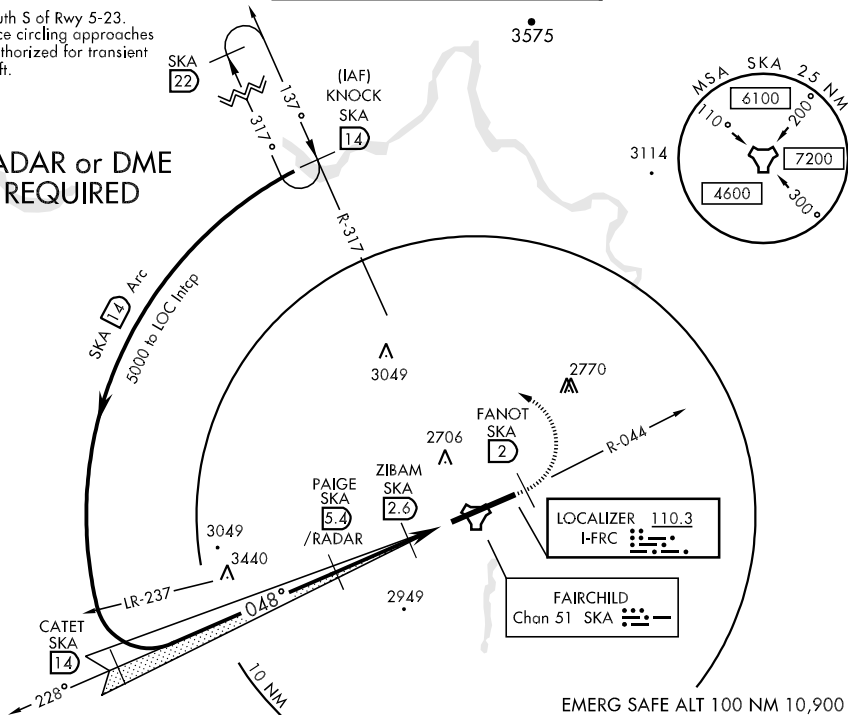 uth S of Rwy 5-23.
ce circling approaches
thorized for transient
ft.
ADAR or DME
REQUIRED
SKA
22
317°
137°
(IAF)
KNOCK
SKA
14
R-317
3575
3114
MSA SKA 25 NM
110°
6100
200°
7200
4600
300°
SKA 14 Arc
5000 to LOC Intcp
3049
2770
FANOT
SKA
2
R-044
2706
ZIBAM
SKA
2.6
PAIGE
SKA
5.4
/RADAR
3049
3440
LR-237
048°
2949
CATET
SKA
14
228°
10 NM
LOCALIZER 110.3
I-FRC
FAIRCHILD
Chan 51 SKA
EMERG SAFE ALT 100 NM 10,900